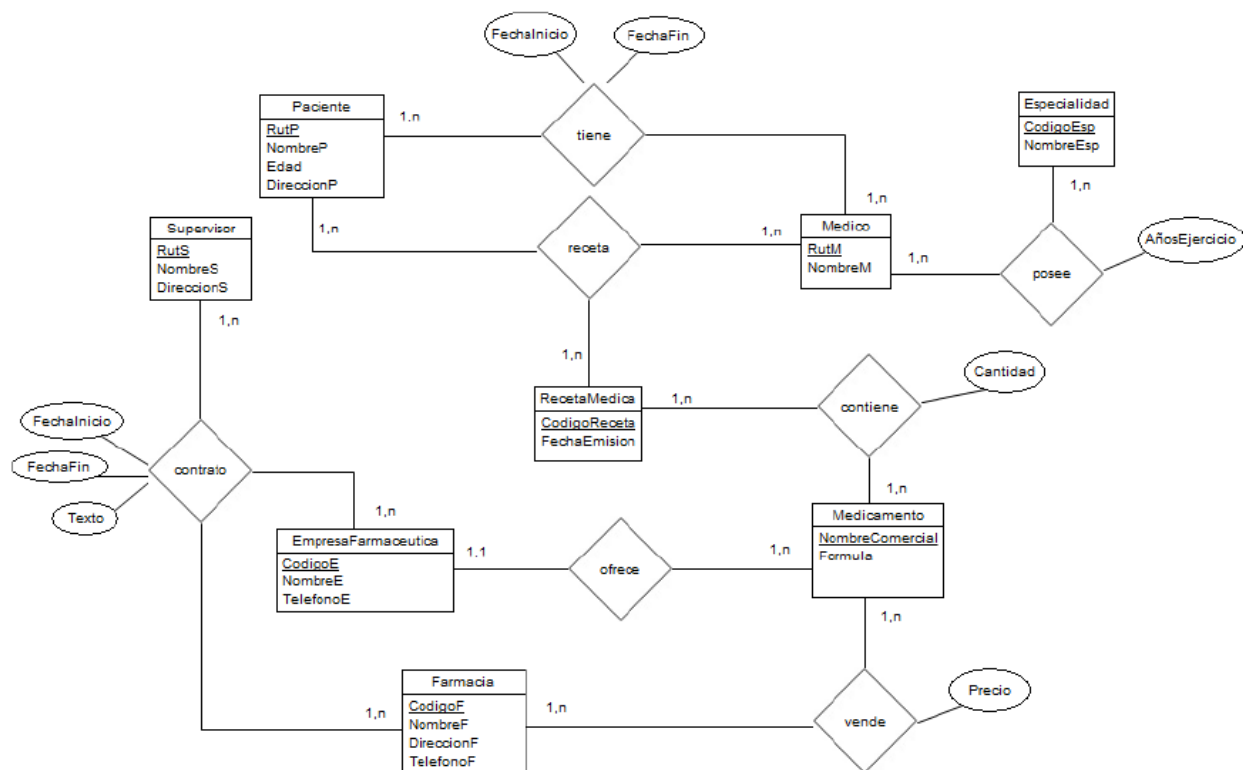 FechaInicio
FechaFin
Paciente
RutP
NombreP
Edad
DireccionP
1.n
tiene
1,n
Especialidad
CodigoEsp
NombreEsp
1,n
Supervisor
RutS
NombreS
DireccionS
1,n
1,n
receta
1,n
Medico
RutM
NombreM
1,n
posee
AñosEjercicio
1,n
RecetaMedica
CodigoReceta
FechaEmision
1,n
contiene
Cantidad
FechaInicio
FechaFin
Texto
contrato
1,n
1,n
EmpresaFarmaceutica
CodigoE
NombreE
TelefonoE
1.1
ofrece
1,n
Medicamento
NombreComercial
Formula
1,n
Farmacia
CodigoF
NombreF
DireccionF
TelefonoF
1,n
1,n
vende
Precio